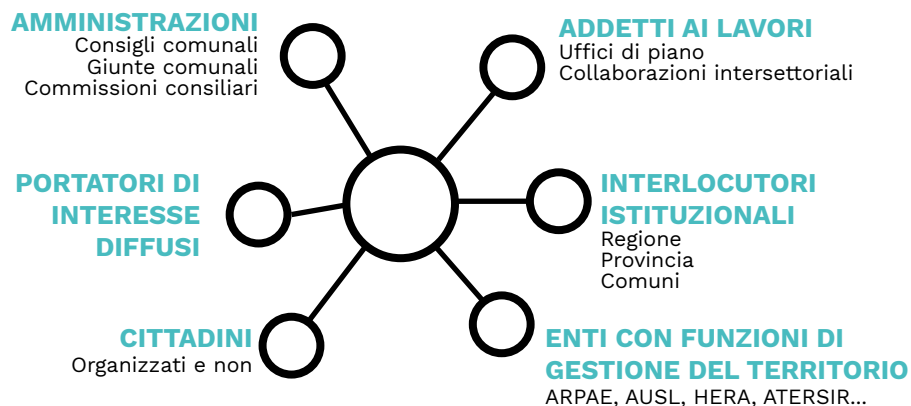 AMMINISTRAZIONI
Consigli comunali
Giunte comunali
Commissioni consiliari
ADDETTI AI LAVORI
Uffici di piano
Collaborazioni intersettoriali
PORTATORI DI
INTERESSE
DIFFUSI
INTERLOCUTORI
ISTITUZIONALI
Regione
Provincia
Comuni
CITTADINI
Organizzati e non
ENTI CON FUNZIONI DI
GESTIONE DEL TERRITORIO
ARPAE, AUSL, HERA, ATERSIR...